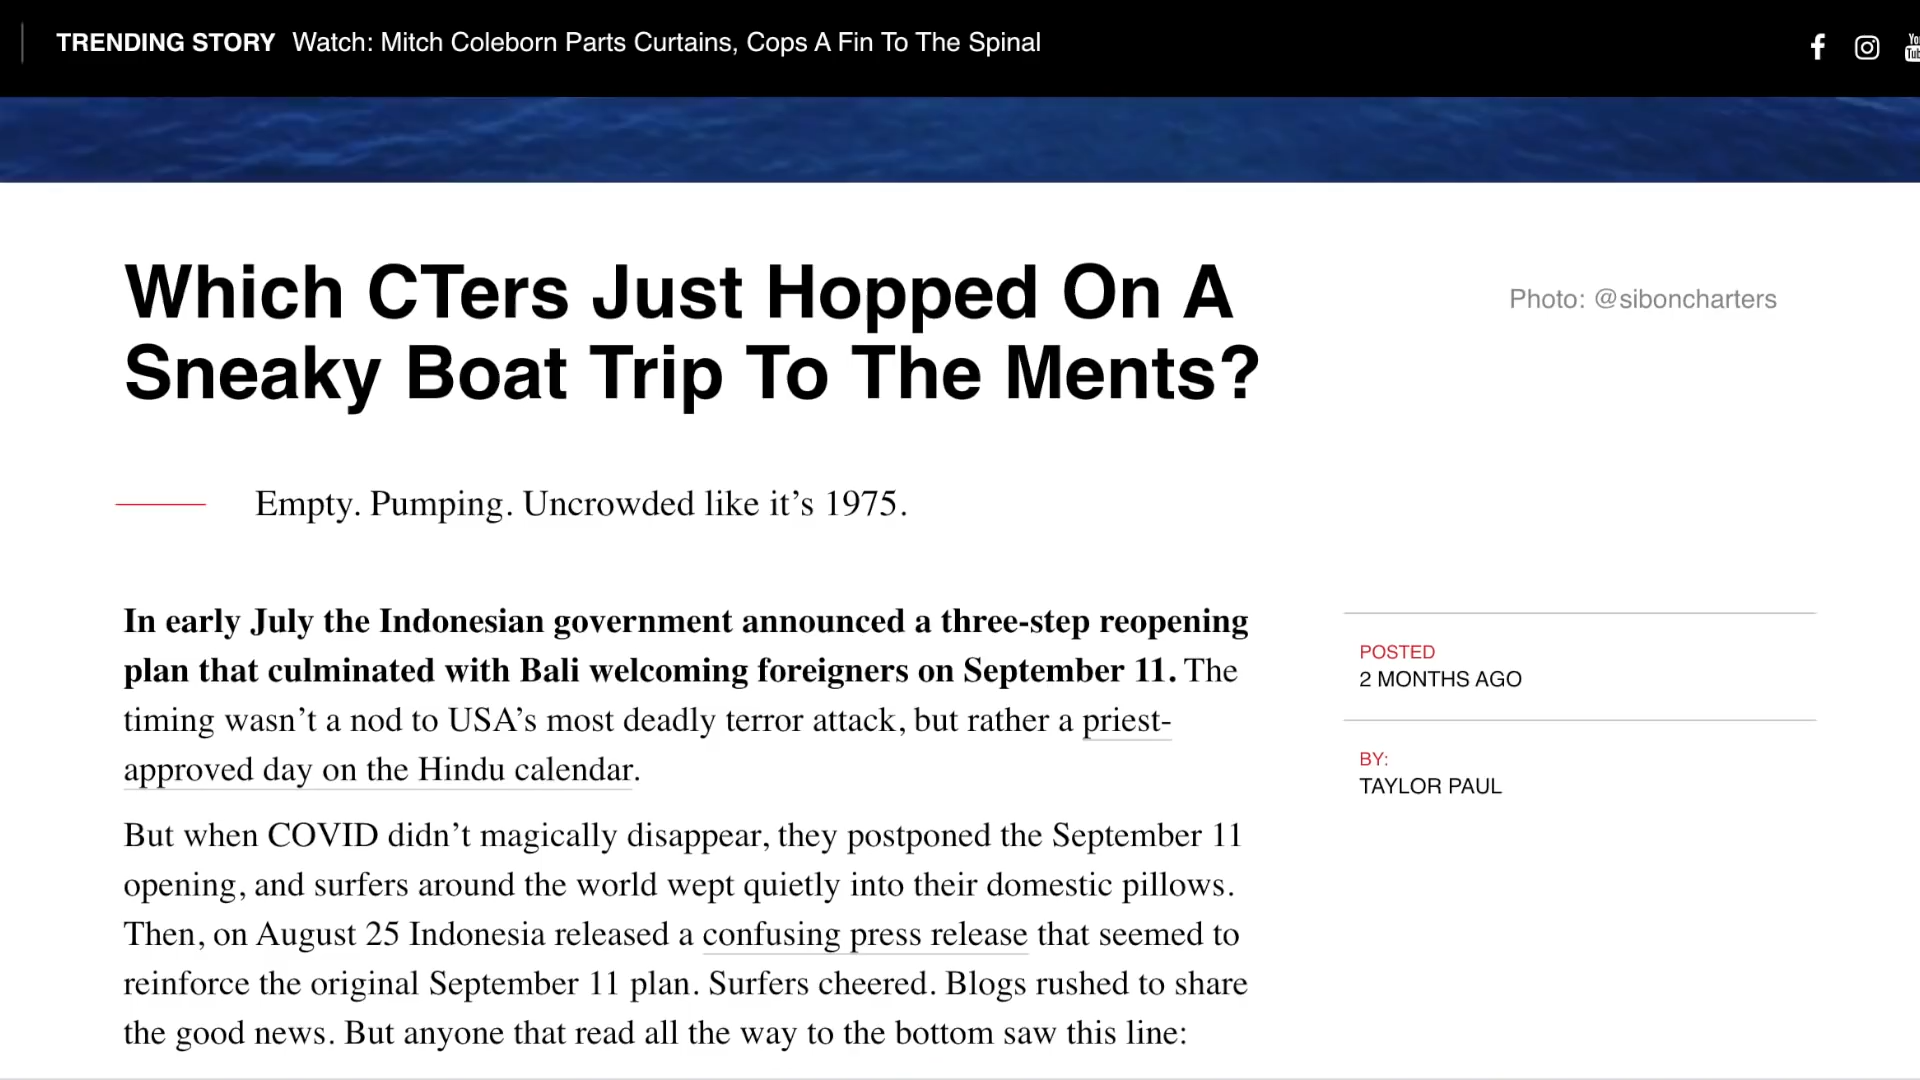 TRENDING STORY Watch: Mitch Coleborn Parts Curtains, Cops A Fin To The Spinal
You
Tub
Which CTers Just Hopped On A
Sneaky Boat Trip To The Ments?
Photo: @siboncharters
Empty. Pumping. Uncrowded like it’s 1975.
In early July the Indonesian government announced a three-step reopening
plan that culminated with Bali welcoming foreigners on September 11. The
timing wasn’t a nod to USA’s most deadly terror attack, but rather a priest-
approved day on the Hindu calendar.
But when COVID didn’t magically disappear, they postponed the September 11
opening, and surfers around the world wept quietly into their domestic pillows.
Then, on August 25 Indonesia released a confusing press release that seemed to
reinforce the original September 11 plan. Surfers cheered. Blogs rushed to share
the good news. But anyone that read all the way to the bottom saw this line:
POSTED
2 MONTHS AGO
BY:
TAYLOR PAUL